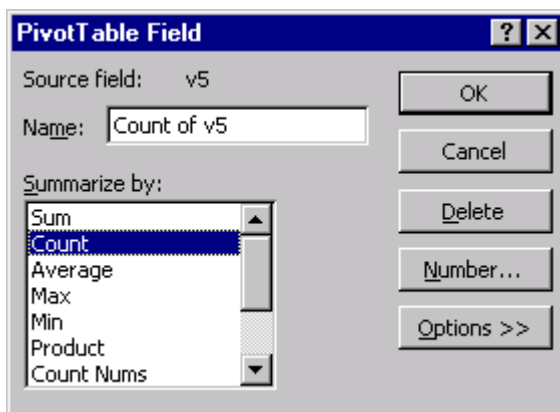 PivotTable Field
Source field: v5
OK
Name: Count of v5
Cancel
Summarize by:
Sum
Count
Average
Max
Min
Product
Count Nums
Delete
Number...
Options >>